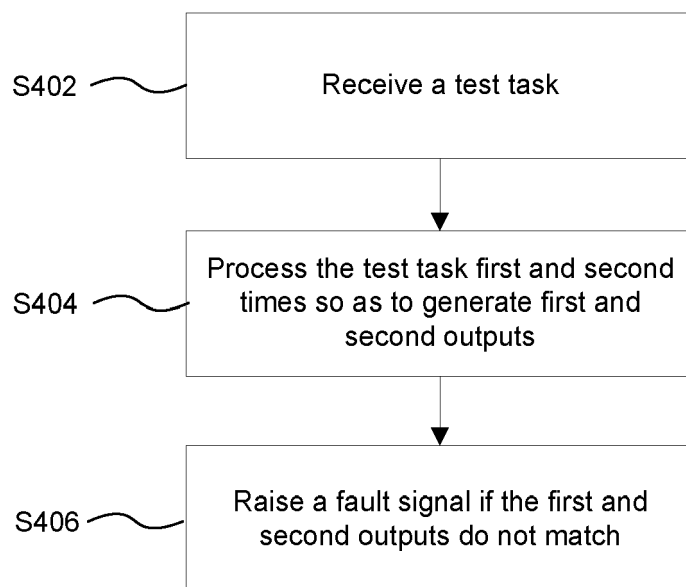 S402
Receive a test task
S404
Process the test task first and second
times so as to generate first and
second outputs
S406
Raise a fault signal if the first and
second outputs do not match